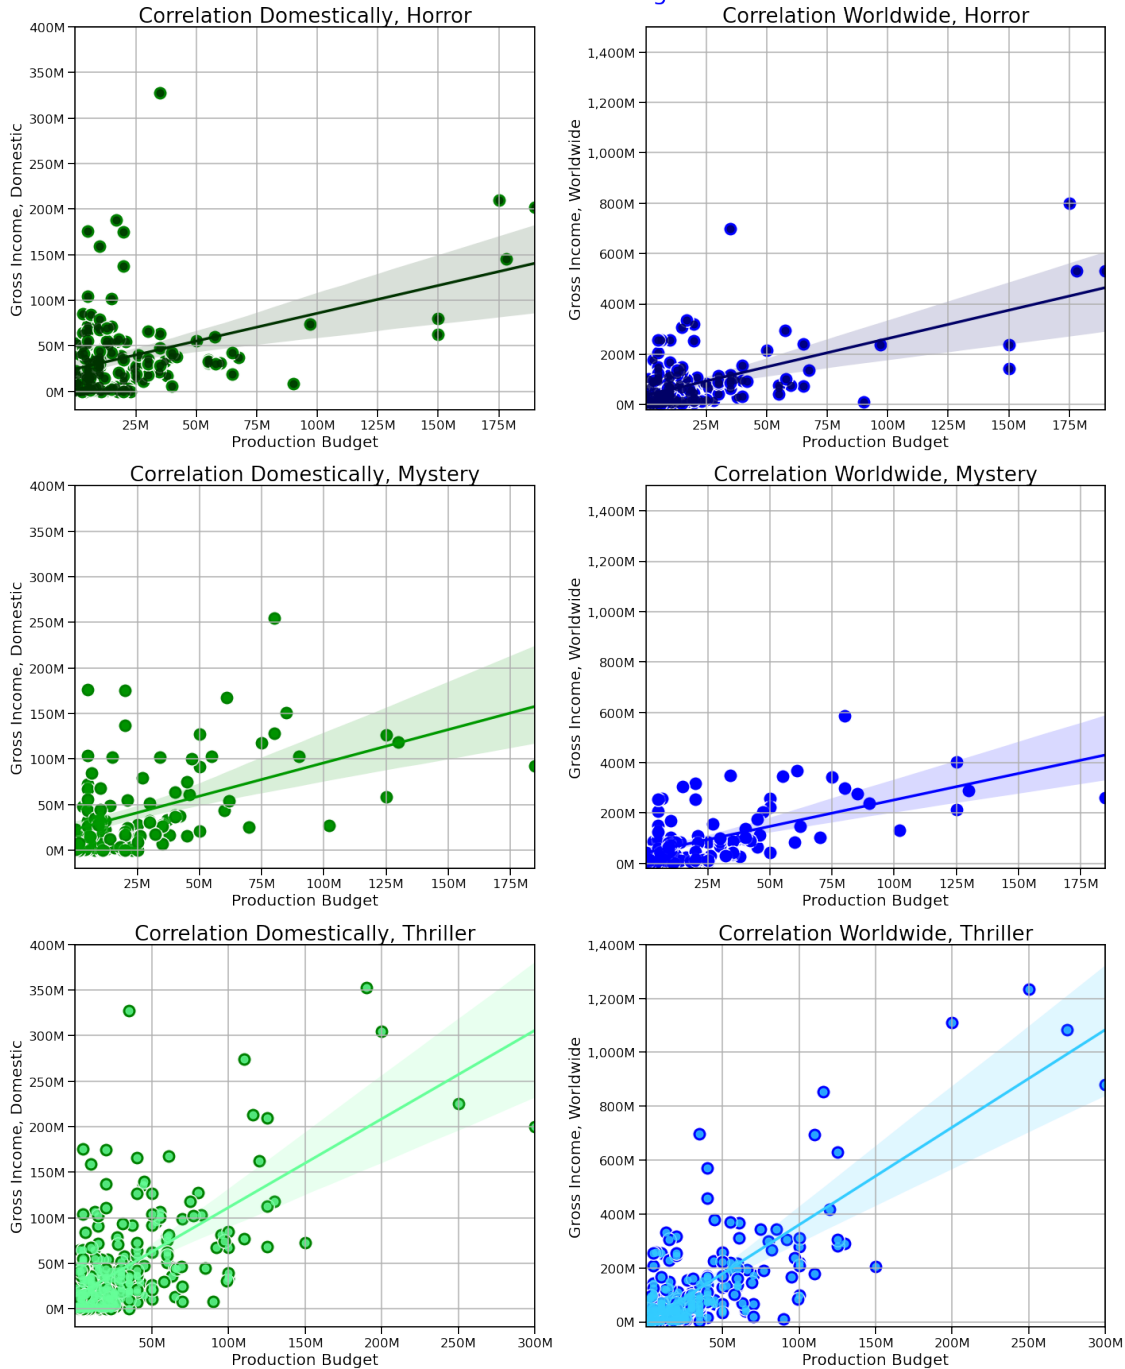 Correlation Domestically, Horror
400M
350M
300M
250M
200M
150M
100M
50M
0M
Gross Income, Domestic
25M 50M 75M 100M 125M 150M 175M
Production Budget
Correlation Worldwide, Horror
1,400M
1,200M
1,000M
800M
600M
400M
200M
0M
Gross Income, Worldwide
25M 50M 75M 100M 125M 150M 175M
Production Budget
Correlation Domestically, Mystery
400M
350M
300M
250M
200M
150M
100M
50M
0M
Gross Income, Domestic
25M 50M 75M 100M 125M 150M 175M
Production Budget
Correlation Worldwide, Mystery
1,400M
1,200M
1,000M
800M
600M
400M
200M
0M
Gross Income, Worldwide
25M 50M 75M 100M 125M 150M 175M
Production Budget
Correlation Domestically, Thriller
400M
350M
300M
250M
200M
150M
100M
50M
0M
Gross Income, Domestic
50M 100M 150M 200M 250M 300M
Production Budget
Correlation Worldwide, Thriller
1,400M
1,200M
1,000M
800M
600M
400M
200M
0M
Gross Income, Worldwide
50M 100M 150M 200M 250M 300M
Production Budget